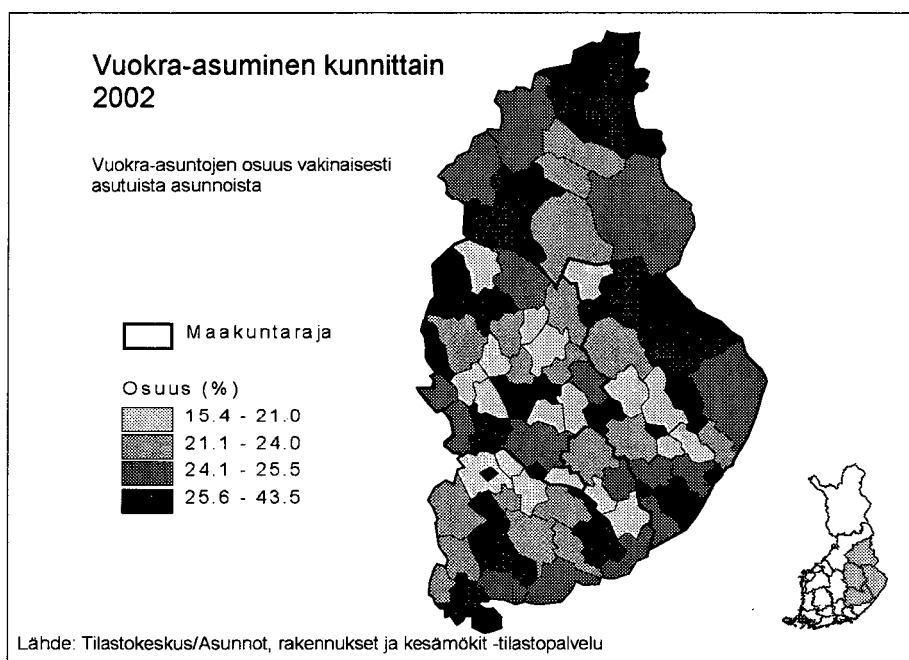 Vuokra-asuminen kunnittain
2002
Vuokra-asuntojen osuus vakinaisesti
asutuista asunnoista
Maakuntaraja
Osuus (%)
15.4 - 21.0
21.1 - 24.0
24.1 - 25.5
25.6 - 43.5
Lähde: Tilastokeskus/Asunnot, rakennukset ja kesämökit -tilastopalvelu